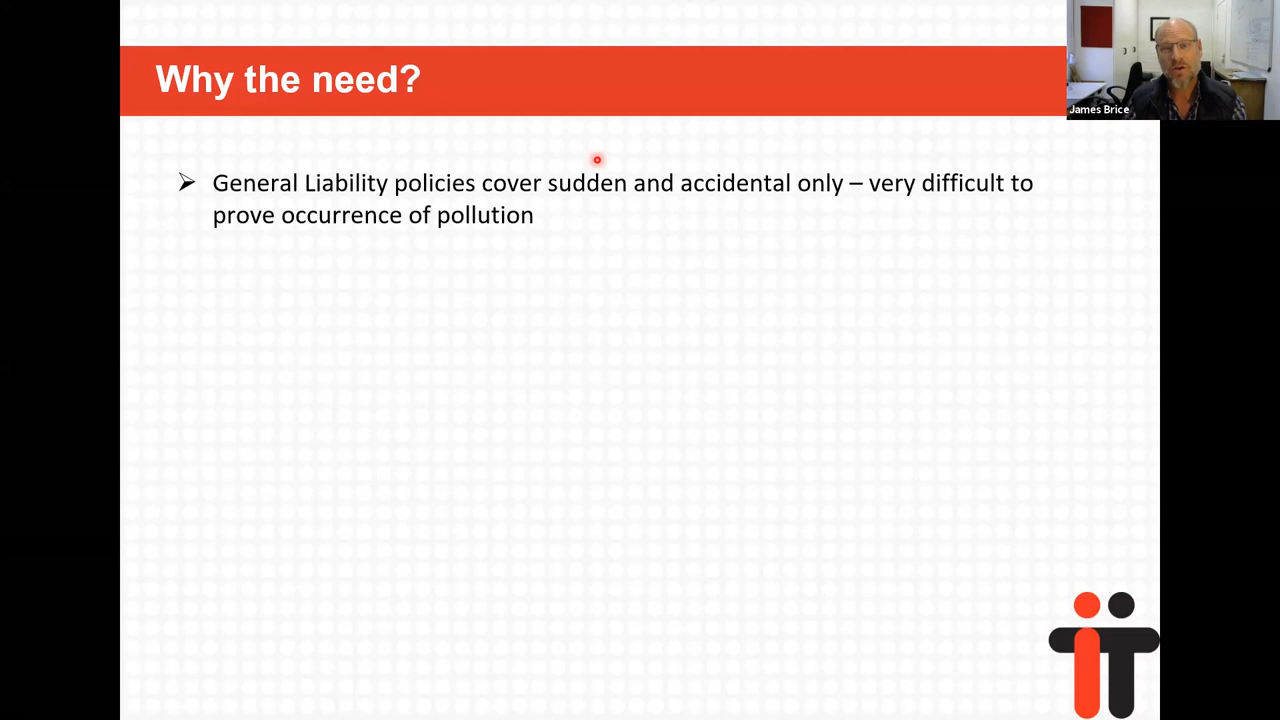 Why the need?
James Brice
➢ General Liability policies cover sudden and accidental only – very difficult to
prove occurrence of pollution
iT